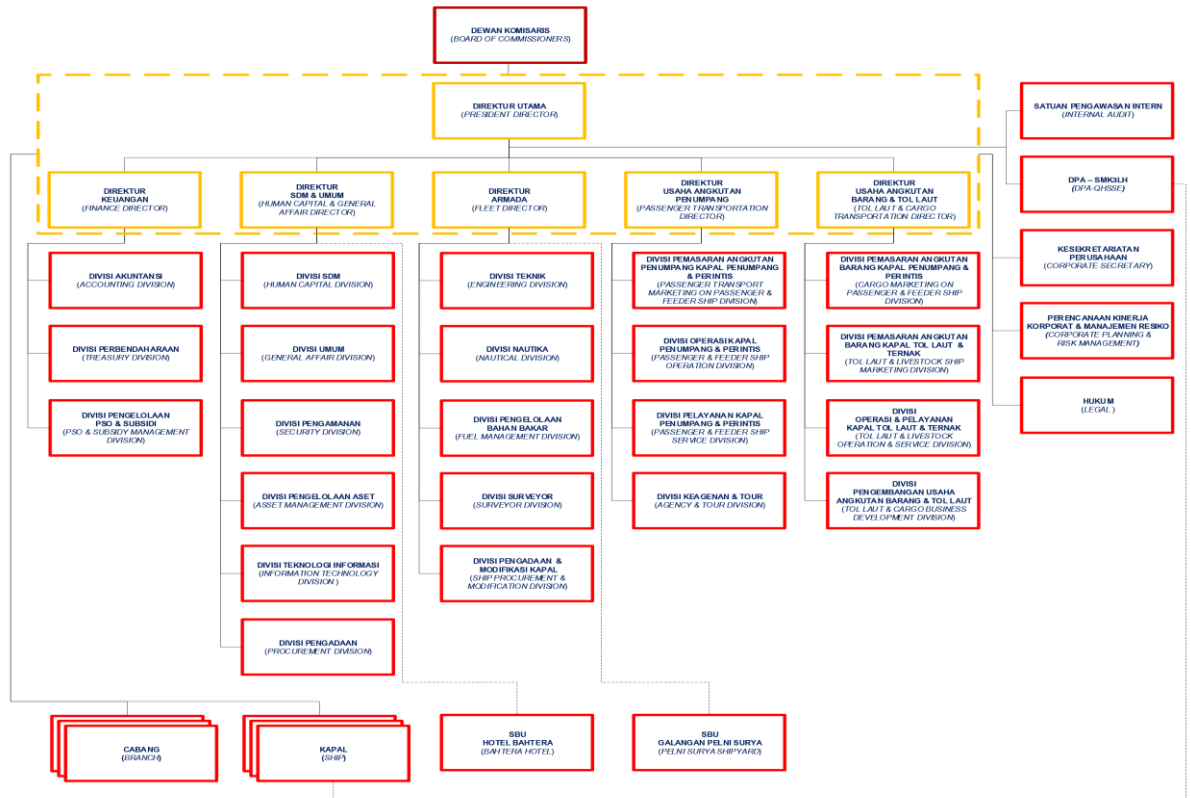 DEWAN KOMISARIS
(BOARD OF COMMISSIONERS)
DIREKTUR UTAMA
(PRESIDENT DIRECTOR)
SATUAN PENGAWASAN INTERN
(INTERNAL AUDIT)
DPA – SMK3LH
(DPA-QHSSE)
KESEKRETARIATAN
PERUSAHAAN
(CORPORATE SECRETARY)
PERENCANAAN KINERJA
KORPORAT & MANAJEMEN RESIKO
(CORPORATE PLANNING &
RISK MANAGEMENT)
HUKUM
(LEGAL )
DIREKTUR
KEUANGAN
(FINANCE DIRECTOR)
DIREKTUR
SDM & UMUM
(HUMAN CAPITAL & GENERAL
AFFAIR DIRECTOR)
DIREKTUR
ARMADA
(FLEET DIRECTOR)
DIREKTUR
USAHA ANGKUTAN
PENUMPANG
(PASSENGER TRANSPORTATION
DIRECTOR)
DIREKTUR
USAHA ANGKUTAN
BARANG & TOL LAUT
(TOL LAUT & CARGO
TRANSPORTATION DIRECTOR)
DIVISI AKUNTANSI
(ACCOUNTING DIVISION)
DIVISI PERBENDAHARAAN
(TREASURY DIVISION)
DIVISI PENGELOLAAN
PSO & SUBSIDI
(PSO & SUBSIDY MANAGEMENT
DIVISION)
DIVISI SDM
(HUMAN CAPITAL DIVISION)
DIVISI UMUM
(GENERAL AFFAIR DIVISION)
DIVISI PENGAMANAN
(SECURITY DIVISION)
DIVISI PENGELOLAAN ASET
(ASSET MANAGEMENT DIVISION)
DIVISI TEKNOLOGI INFORMASI
(INFORMATION TECHNOLOGY
DIVISION )
DIVISI PENGADAAN
(PROCUREMENT DIVISION)
DIVISI TEKNIK
(ENGINEERING DIVISION)
DIVISI NAUTIKA
(NAUTICAL DIVISION)
DIVISI PENGELOLAAN
BAHAN BAKAR
(FUEL MANAGEMENT DIVISION)
DIVISI SURVEYOR
(SURVEYOR DIVISION)
DIVISI PENGADAAN &
MODIFIKASI KAPAL
(SHIP PROCUREMENT &
MODIFICATION DIVISION)
DIVISI PEMASARAN ANGKUTAN
PENUMPANG KAPAL PENUMPANG
& PERINTIS
(PASSENGER TRANSPORT
MARKETING ON PASSENGER &
FEEDER SHIP DIVISION)
DIVISI OPERASI KAPAL
PENUMPANG & PERINTIS
(PASSENGER & FEEDER SHIP
OPERATION DIVISION)
DIVISI PELAYANAN KAPAL
PENUMPANG & PERINTIS
(PASSENGER & FEEDER SHIP
SERVICE DIVISION)
DIVISI KEAGENAN & TOUR
(AGENCY & TOUR DIVISION)
DIVISI PEMASARAN ANGKUTAN
BARANG KAPAL PENUMPANG &
PERINTIS
(CARGO MARKETING ON
PASSENGER & FEEDER SHIP
DIVISION)
DIVISI PEMASARAN ANGKUTAN
BARANG KAPAL TOL LAUT &
TERNAK
(TOL LAUT & LIVESTOCK SHIP
MARKETING DIVISION)
DIVISI
OPERASI & PELAYANAN
KAPAL TOL LAUT & TERNAK
(TOL LAUT & LIVESTOCK
OPERATION & SERVICE DIVISION)
DIVISI
PENGEMBANGAN USAHA
ANGKUTAN BARANG & TOL LAUT
(TOL LAUT & CARGO BUSINESS
DEVELOPMENT DIVISION)
CABANG
(BRANCH)
KAPAL
(SHIP)
SBU
HOTEL BAHTERA
(BAHTERA HOTEL)
SBU
GALANGAN PELNI SURYA
(PELNI SURYA SHIPYARD)